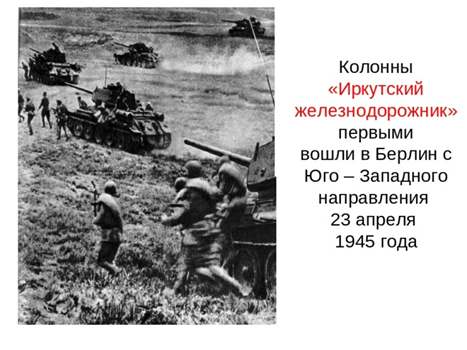 Колонны
«Иркутский
железнодорожник»
первыми
вошли в Берлин с
Юго – Западного
направления
23 апреля
1945 года